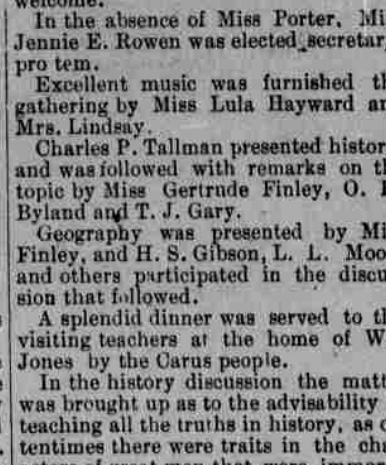 welcome.
In the absence of Miss Porter, Mi
Jennie E. Rowen was elected secretar
pro tem.
Excellent music was furnished th
gathering by Miss Lula Hayward an
Mrs. Lindsay.
Charles P. Tallman presented histor
and was followed with remarks on th
topic by Miss Gertrude Finley, O.
Byland and T. J. Gary.
Geography was presented by Mi
Finley, and H. S. Gibson, L. L. Moo
and others participated in the discu
sion that followed.
A splendid dinner was served to th
visiting teachers at the home of W
Jones by the Carus people.
In the history discussion the matt
was brought up as to the advisability
teaching all the truths in history, as o
tentimes there were traits in the cha